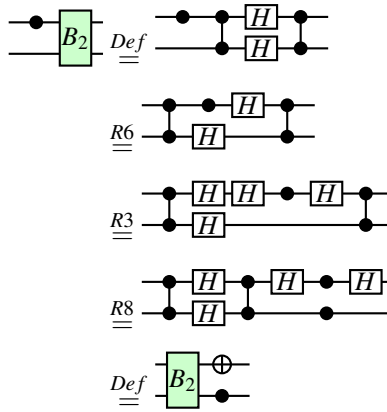 B₂ Def = H H
R6 = H H
R3 = H H H H
R8 = H H H H
Def = B₂